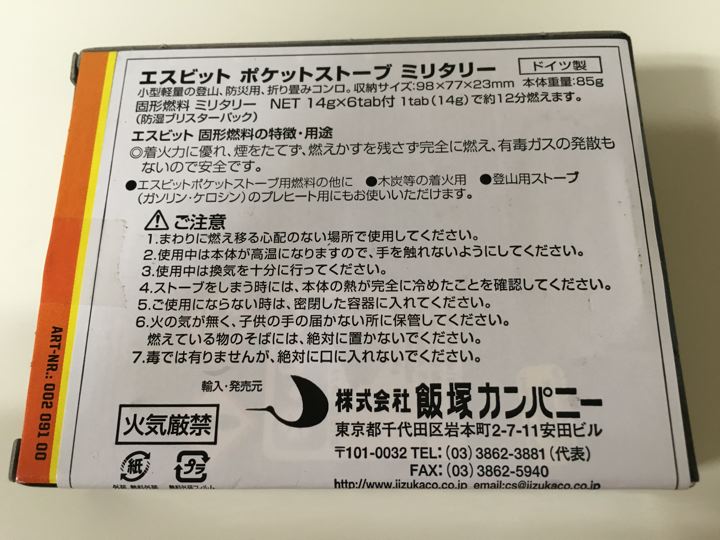 エスビット ポケットストーブ ミリタリー
ドイツ製
小型軽量の登山、防災用、折り畳みコンロ。収納サイズ:98×77×23mm 本体重量:85g
固形燃料 ミリタリー NET 14g×6tab付 1tab(14g)で約12分燃えます。
(防湿ブリスターパック)
エスビット 固形燃料の特徴・用途
◎着火力に優れ、煙をたてず、燃えかすを残さず完全に燃え、有毒ガスの発散も
ないので安全です。
●エスビットポケットストーブ用燃料の他に ●木炭等の着火用 ●登山用ストーブ
(ガソリン・ケロシン)のプレヒート用にもお使いいただけます。
⚠ご注意
1.まわりに燃え移る心配のない場所で使用してください。
2.使用中は本体が高温になりますので、手を触れないようにしてください。
3.使用中は換気を十分に行ってください。
4.ストーブをしまう時には、本体の熱が完全に冷めたことを確認してください。
5.ご使用にならない時は、密閉した容器に入れてください。
6.火の気が無く、子供の手の届かない所に保管してください。
燃えている物のそばには、絶対に置かないでください。
7.毒では有りませんが、絶対に口に入れないでください。
ART-NR.: 002 091 00
輸入・発売元
株式会社 飯塚カンパニー
火気厳禁
東京都千代田区岩本町2-7-11安田ビル
〒101-0032 TEL:(03)3862-3881(代表)
FAX:(03)3862-5940
http://www.iizukaco.co.jp email:cs@iizukaco.co.jp
紙
プラ
外装フィルム